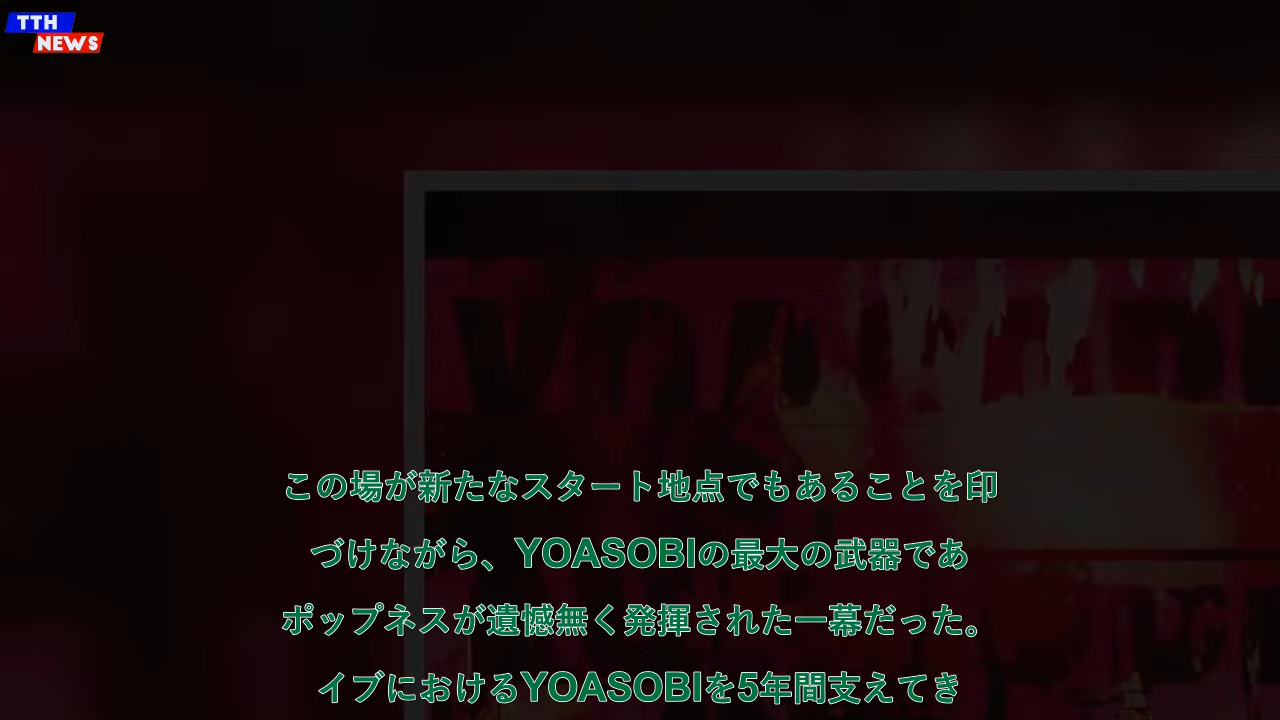 TTH
NEWS
この場が新たなスタート地点でもあることを印
づけながら、YOASOBIの最大の武器であ
ポップネスが遺憾無く発揮された一幕だった。
イブにおけるYOASOBIを5年間支えてき